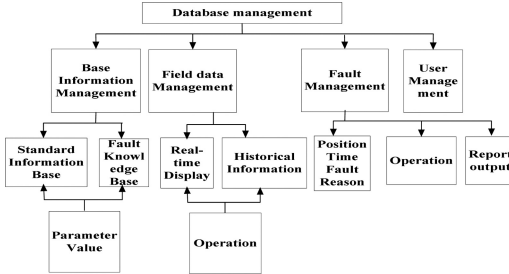 Database management
Base
Information
Management
Field data
Management
Fault
Management
User
Manage
ment
Standard
Information
Base
Fault
Knowl
edge
Base
Real-
time
Display
Historical
Information
Position
Time
Fault
Reason
Operation
Report
output
Parameter
Value
Operation